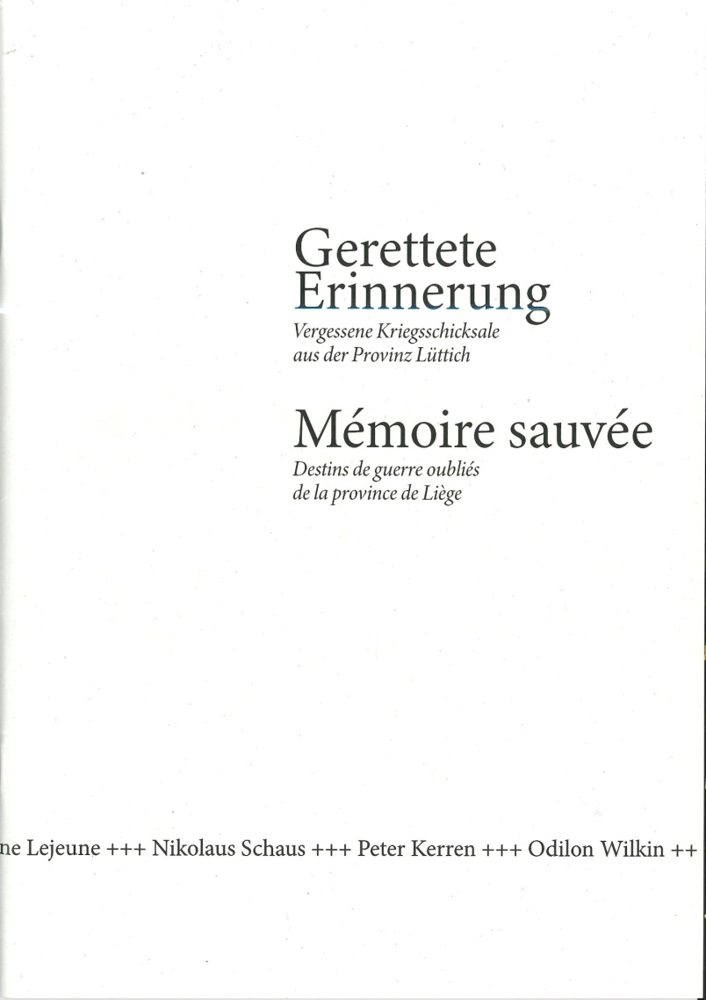 Gerettete
Erinnerung
Vergessene Kriegsschicksale
aus der Provinz Lüttich
Mémoire sauvée
Destins de guerre oubliés
de la province de Liège
ne Lejeune +++ Nikolaus Schaus +++ Peter Kerren +++ Odilon Wilkin ++